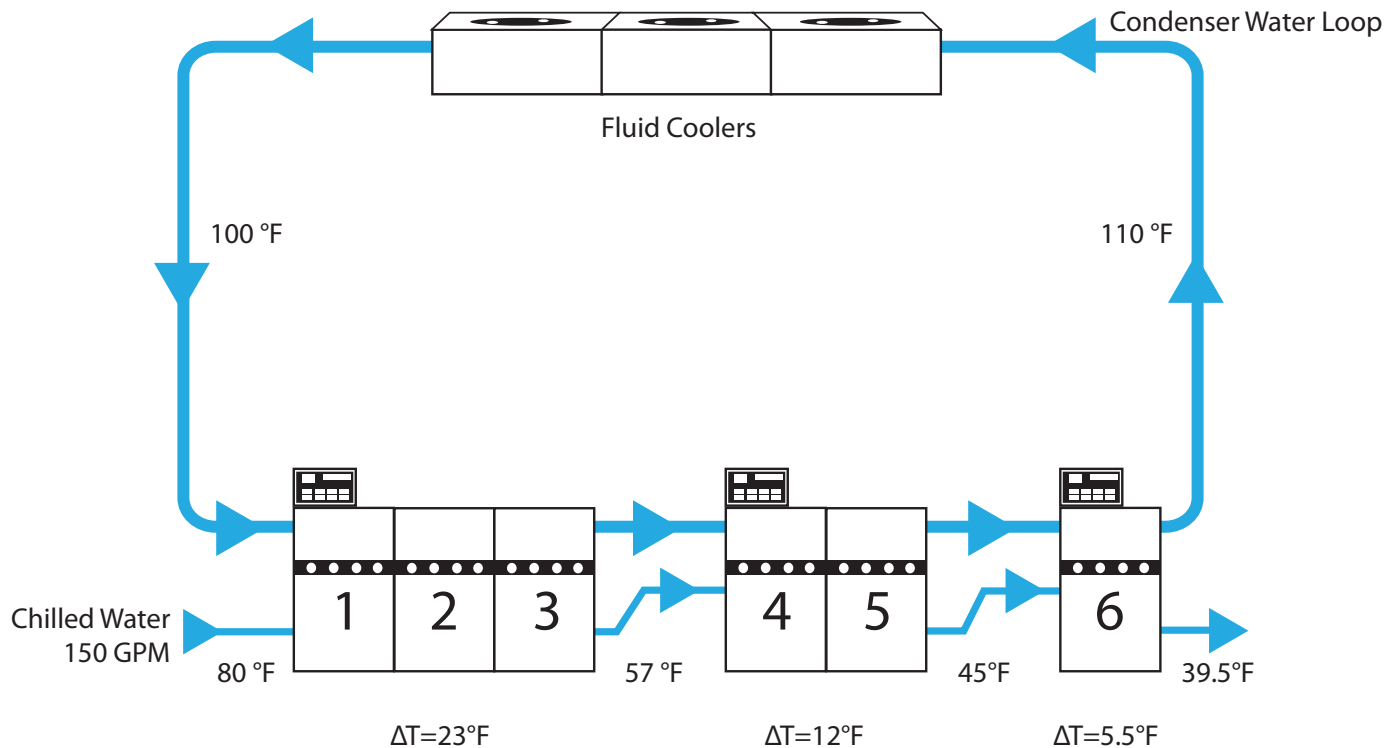 Condenser Water Loop
Fluid Coolers
100 °F
110 °F
1
2
3
4
5
6
Chilled Water
150 GPM
80 °F
57 °F
45°F
39.5°F
ΔT=23°F
ΔT=12°F
ΔT=5.5°F